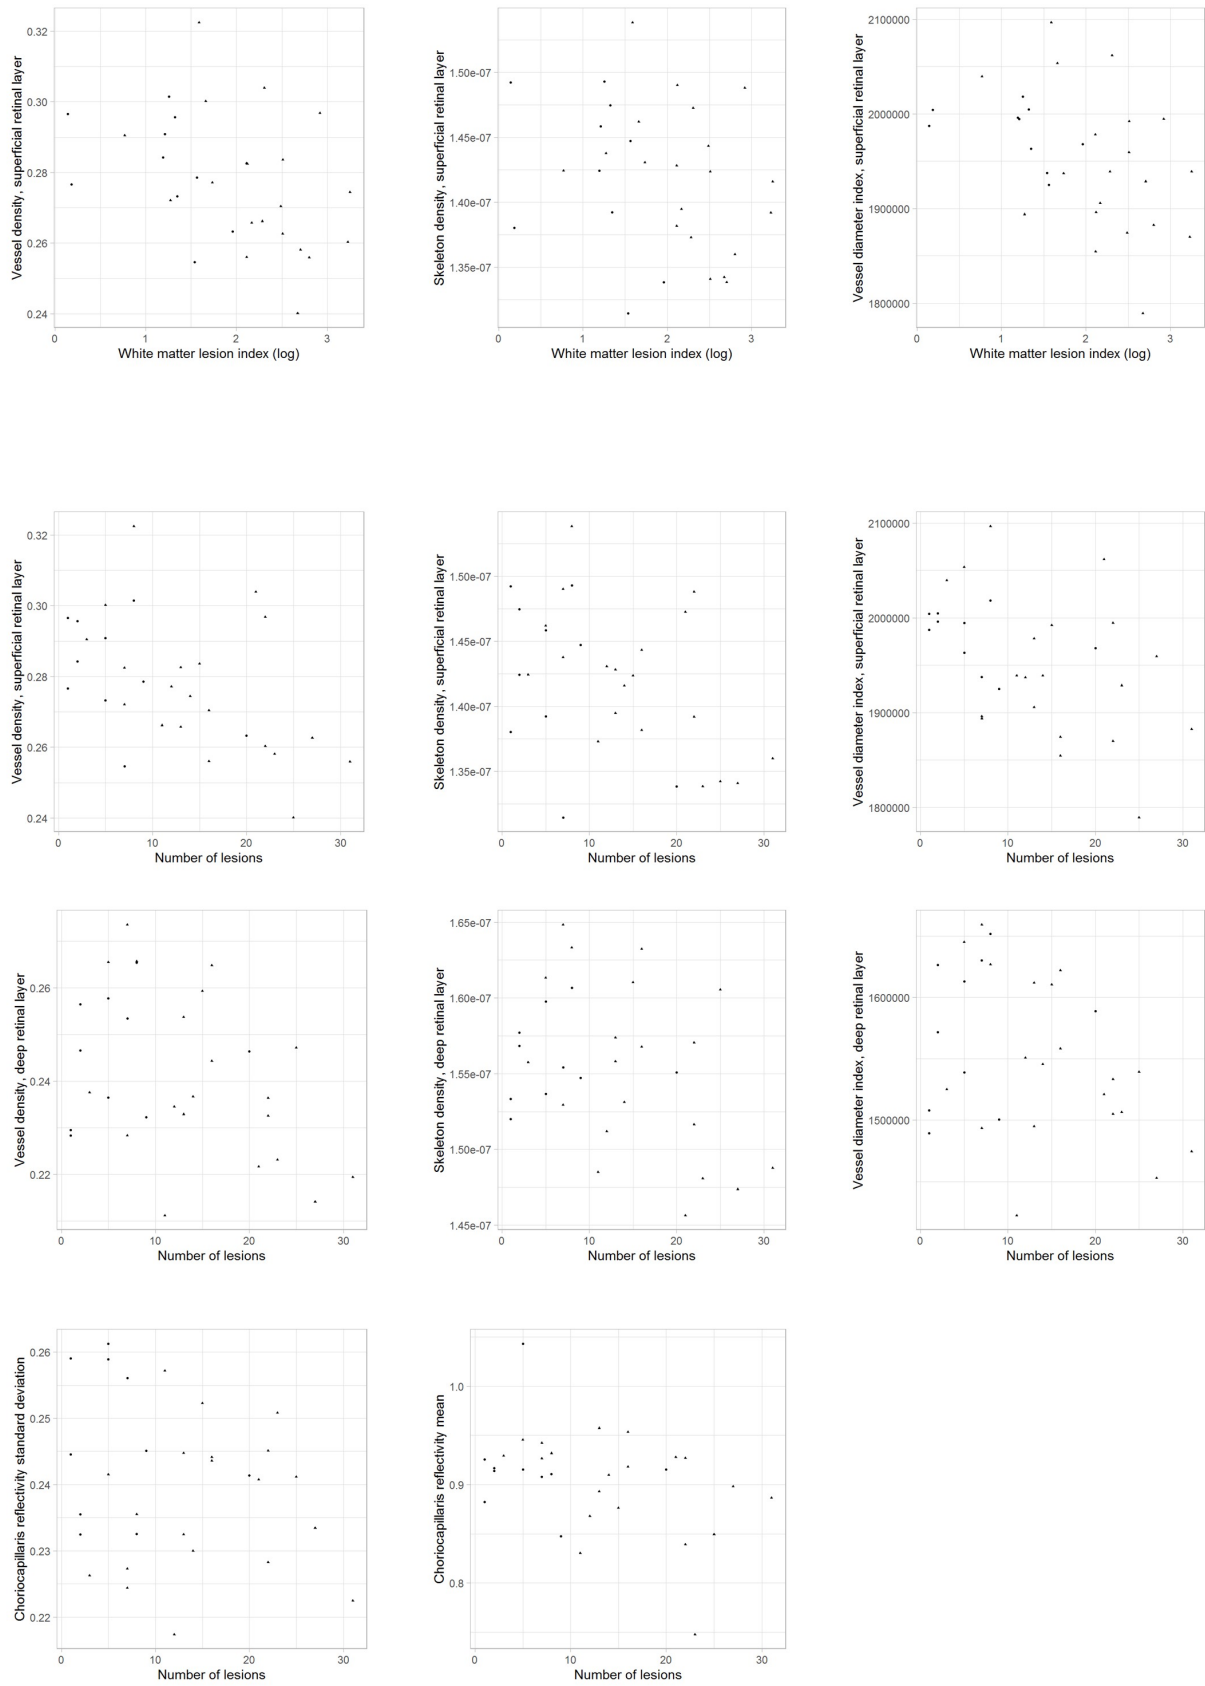 Vessel density, superficial retinal layer
0.32
0.30
0.28
0.26
0.24
0 1 2 3
White matter lesion index (log)
Skeleton density, superficial retinal layer
1.50e-07
1.45e-07
1.40e-07
1.35e-07
0 1 2 3
White matter lesion index (log)
Vessel diameter index, superficial retinal layer
2100000
2000000
1900000
1800000
0 1 2 3
White matter lesion index (log)
Vessel density, superficial retinal layer
0.32
0.30
0.28
0.26
0.24
0 10 20 30
Number of lesions
Skeleton density, superficial retinal layer
1.50e-07
1.45e-07
1.40e-07
1.35e-07
0 10 20 30
Number of lesions
Vessel diameter index, superficial retinal layer
2100000
2000000
1900000
1800000
0 10 20 30
Number of lesions
Vessel density, deep retinal layer
0.26
0.24
0.22
0 10 20 30
Number of lesions
Skeleton density, deep retinal layer
1.65e-07
1.60e-07
1.55e-07
1.50e-07
1.45e-07
0 10 20 30
Number of lesions
Vessel diameter index, deep retinal layer
1600000
1500000
0 10 20 30
Number of lesions
Choriocapillaris reflectivity standard deviation
0.26
0.25
0.24
0.23
0.22
0 10 20 30
Number of lesions
Choriocapillaris reflectivity mean
1.0
0.9
0.8
0 10 20 30
Number of lesions